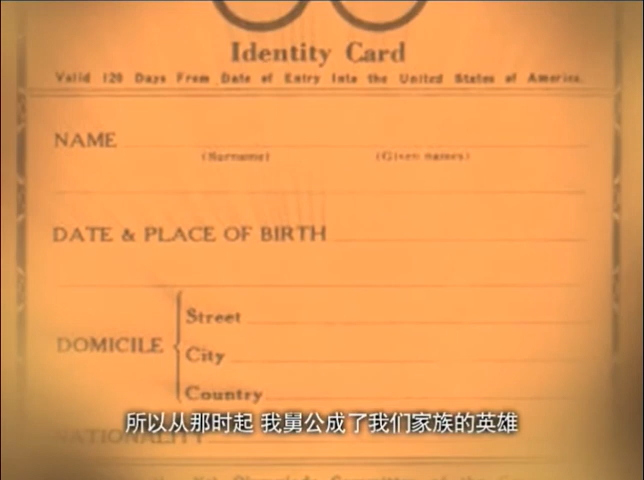 Identity Card
Valid 120 Days From Date of Entry Into the United States of America.
NAME
(Surname) (Given names)
DATE & PLACE OF BIRTH
DOMICILE
Street
City
Country
所以从那时起 我舅公成了我们家族的英雄
NATIONALITY